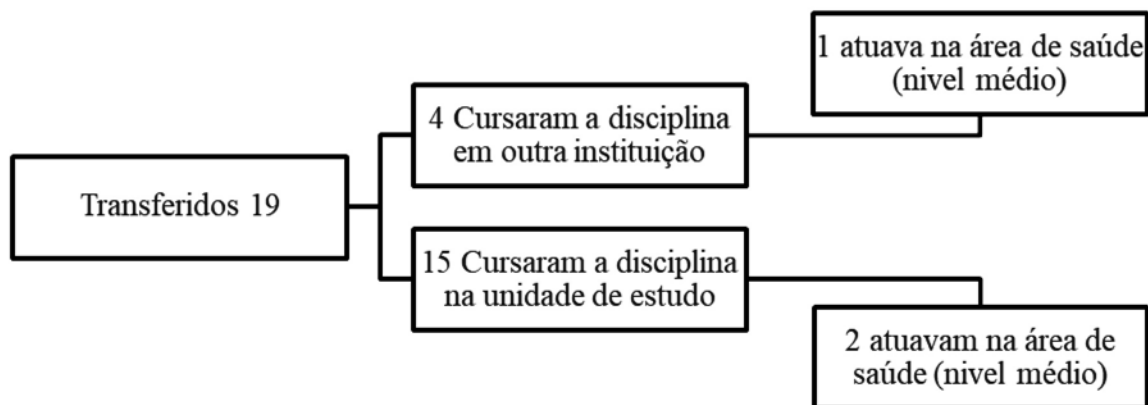 Transferidos 19
4 Cursaram a disciplina
em outra instituição
1 atuava na área de saúde
(nivel médio)
15 Cursaram a disciplina
na unidade de estudo
2 atuavam na área de
saúde (nivel médio)